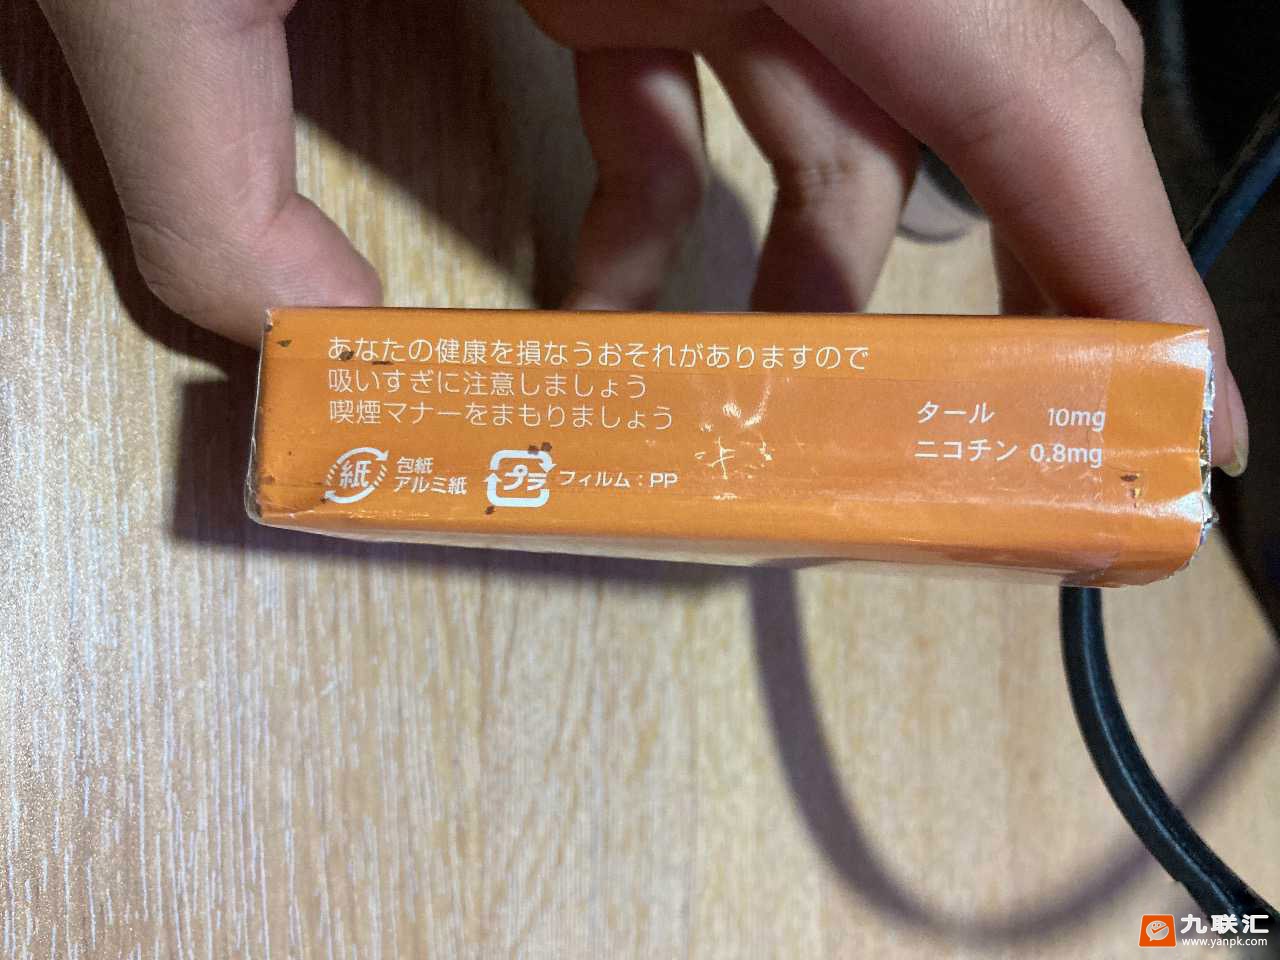 あなたの健康を損なうおそれがありますので
吸いすぎに注意しましょう
喫煙マナーをまもりましょう
タール 10mg
ニコチン 0.8mg
紙 包紙
アルミ紙
プラ フィルム：PP
九联汇
www.yanpk.com